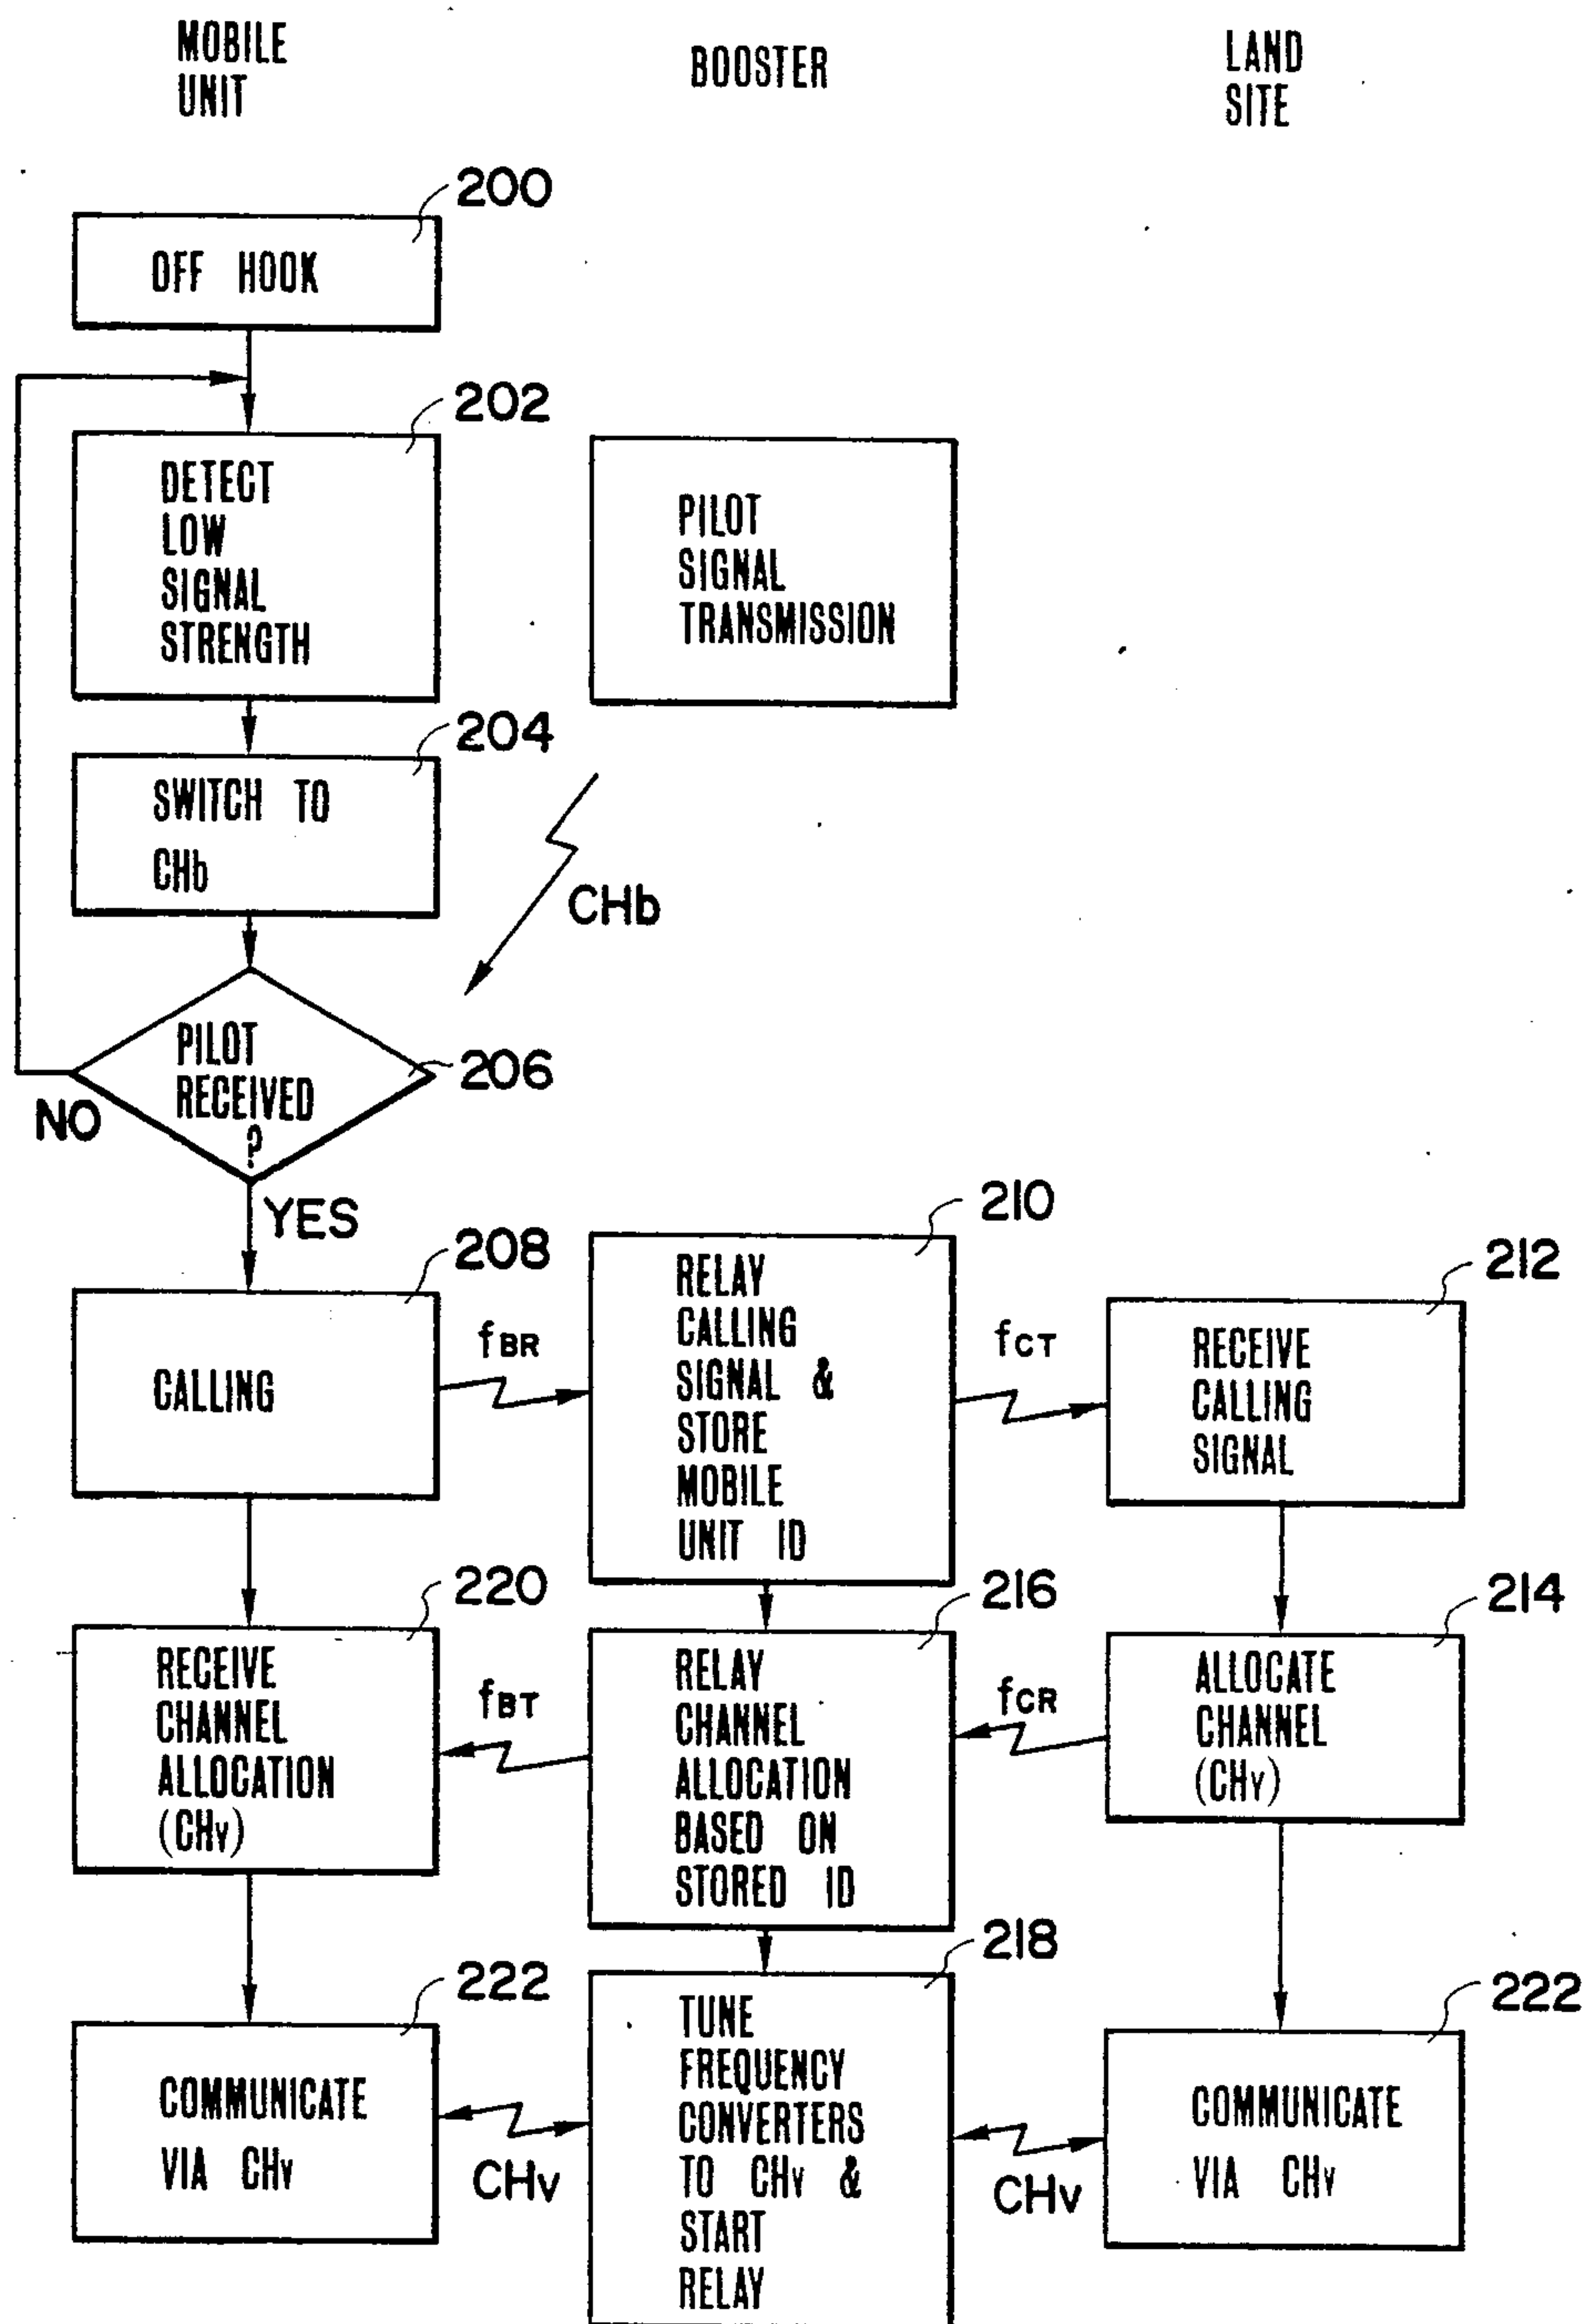 MOBILE
UNIT
BOOSTER
LAND
SITE
200
OFF HOOK
202
DETECT
LOW
SIGNAL
STRENGTH
PILOT
SIGNAL
TRANSMISSION
204
SWITCH TO
CHb
CHb
PILOT
RECEIVED
?
206
NO
YES
208
CALLING
fBR
210
RELAY
CALLING
SIGNAL &
STORE
MOBILE
UNIT ID
fCT
212
RECEIVE
CALLING
SIGNAL
220
RECEIVE
CHANNEL
ALLOCATION
(CHv)
fBT
216
RELAY
CHANNEL
ALLOCATION
BASED ON
STORED ID
fCR
214
ALLOCATE
CHANNEL
(CHv)
222
COMMUNICATE
VIA CHv
CHv
218
TUNE
FREQUENCY
CONVERTERS
TO CHv &
START
RELAY
CHv
222
COMMUNICATE
VIA CHv